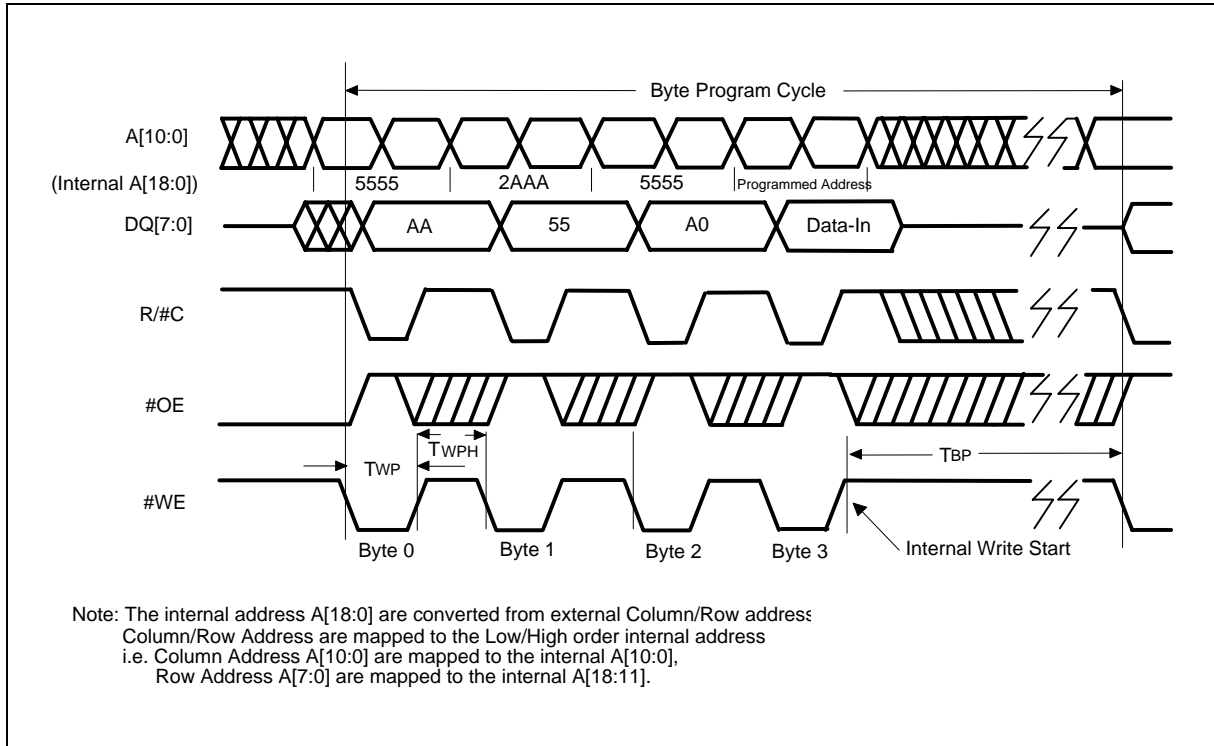 Byte Program Cycle
A[10:0]
(Internal A[18:0])
5555
2AAA
5555
Programmed Address
DQ[7:0]
AA
55
A0
Data-In
R/#C
#OE
TWP
TWPH
TBP
#WE
Byte 0
Byte 1
Byte 2
Byte 3
Internal Write Start
Note: The internal address A[18:0] are converted from external Column/Row address
Column/Row Address are mapped to the Low/High order internal address
i.e. Column Address A[10:0] are mapped to the internal A[10:0],
Row Address A[7:0] are mapped to the internal A[18:11].